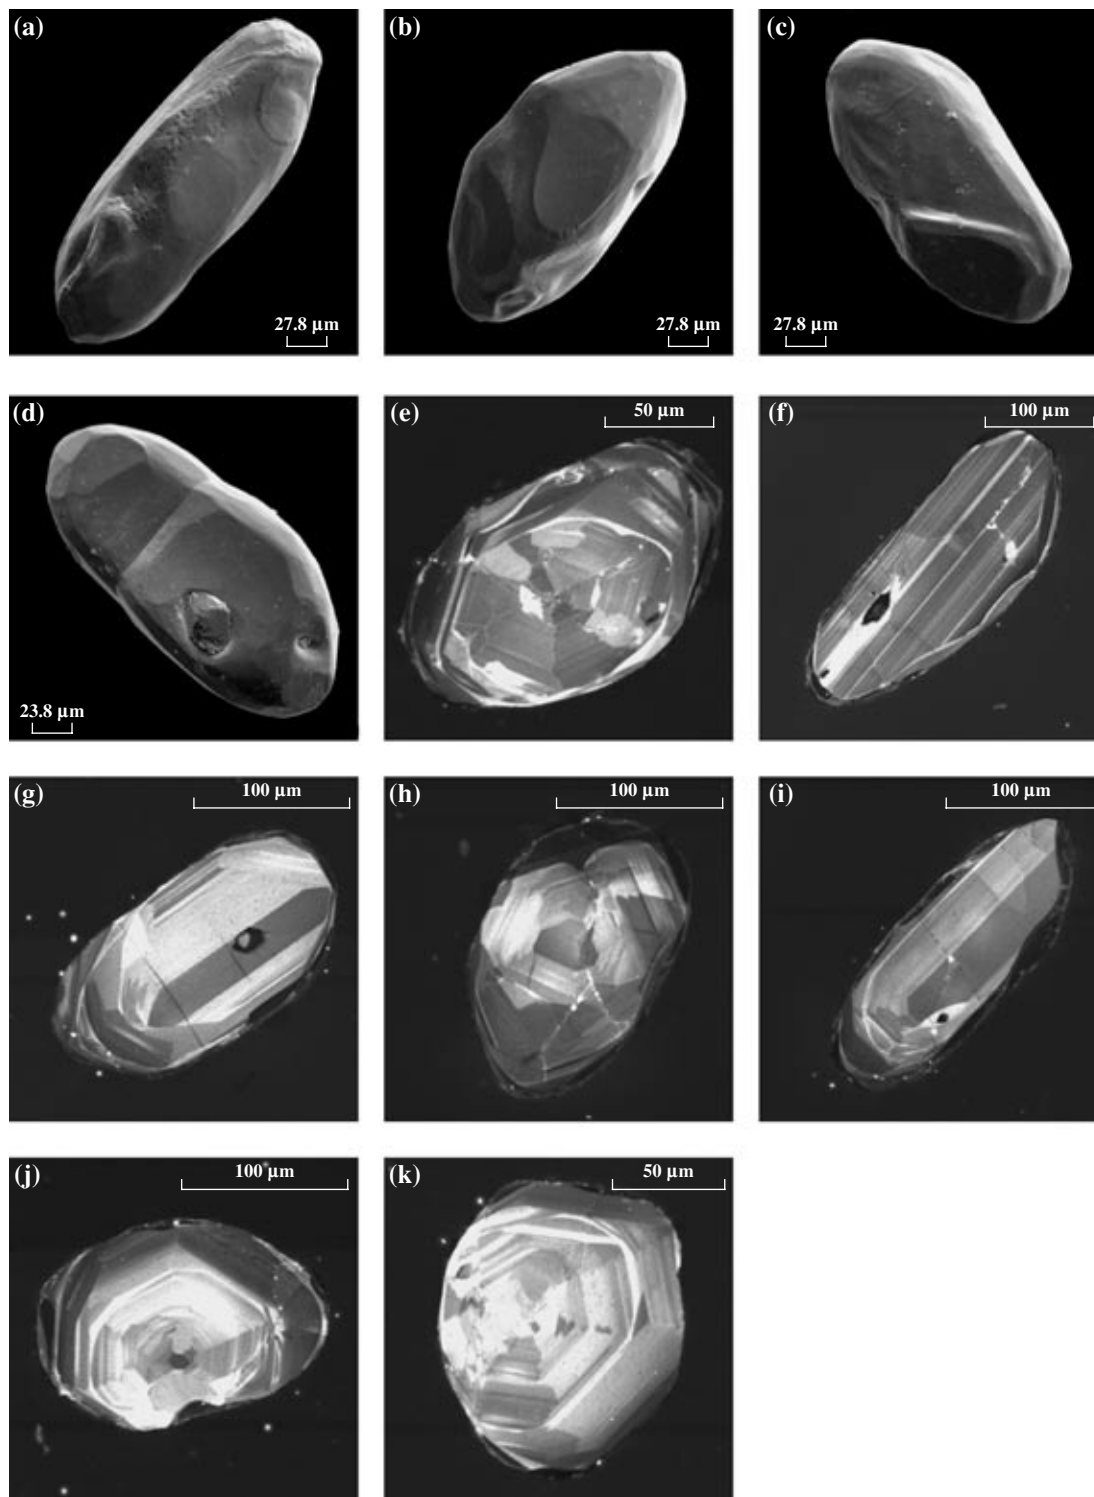 (a)
27.8 µm
(b)
27.8 µm
(c)
27.8 µm
(d)
23.8 µm
(e)
50 µm
(f)
100 µm
(g)
100 µm
(h)
100 µm
(i)
100 µm
(j)
100 µm
(k)
50 µm